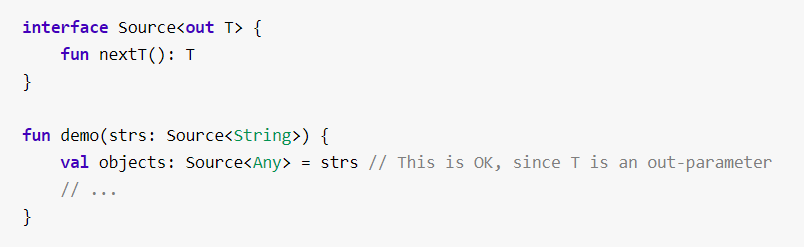 interface Source<out T> {
    fun nextT(): T
}

fun demo(strs: Source<String>) {
    val objects: Source<Any> = strs // This is OK, since T is an out-parameter
    // ...
}